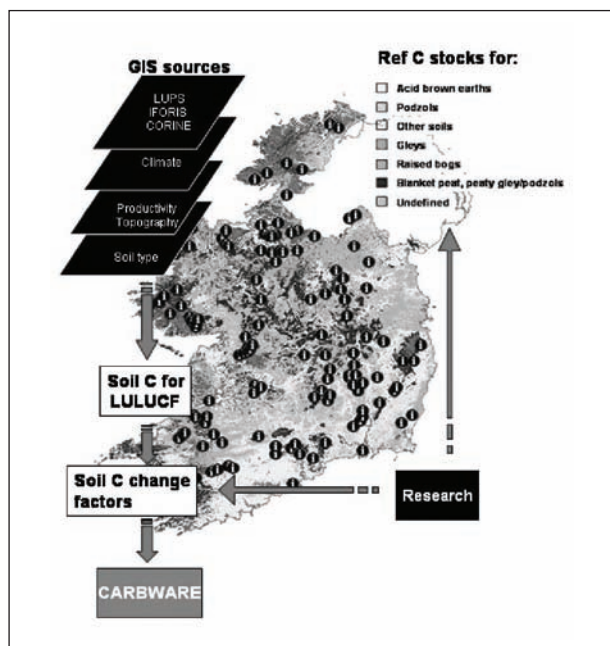 GIS sources
LUPS
IFORIS
CORINE
Climate
Productivity
Topography
Soil type
Ref C stocks for:
Acid brown earths
Podzols
Other soils
Gleys
Raised bogs
Blanket peat, peaty gley/podzols
Undefined
Soil C for
LULUCF
Soil C change
factors
Research
CARBWARE